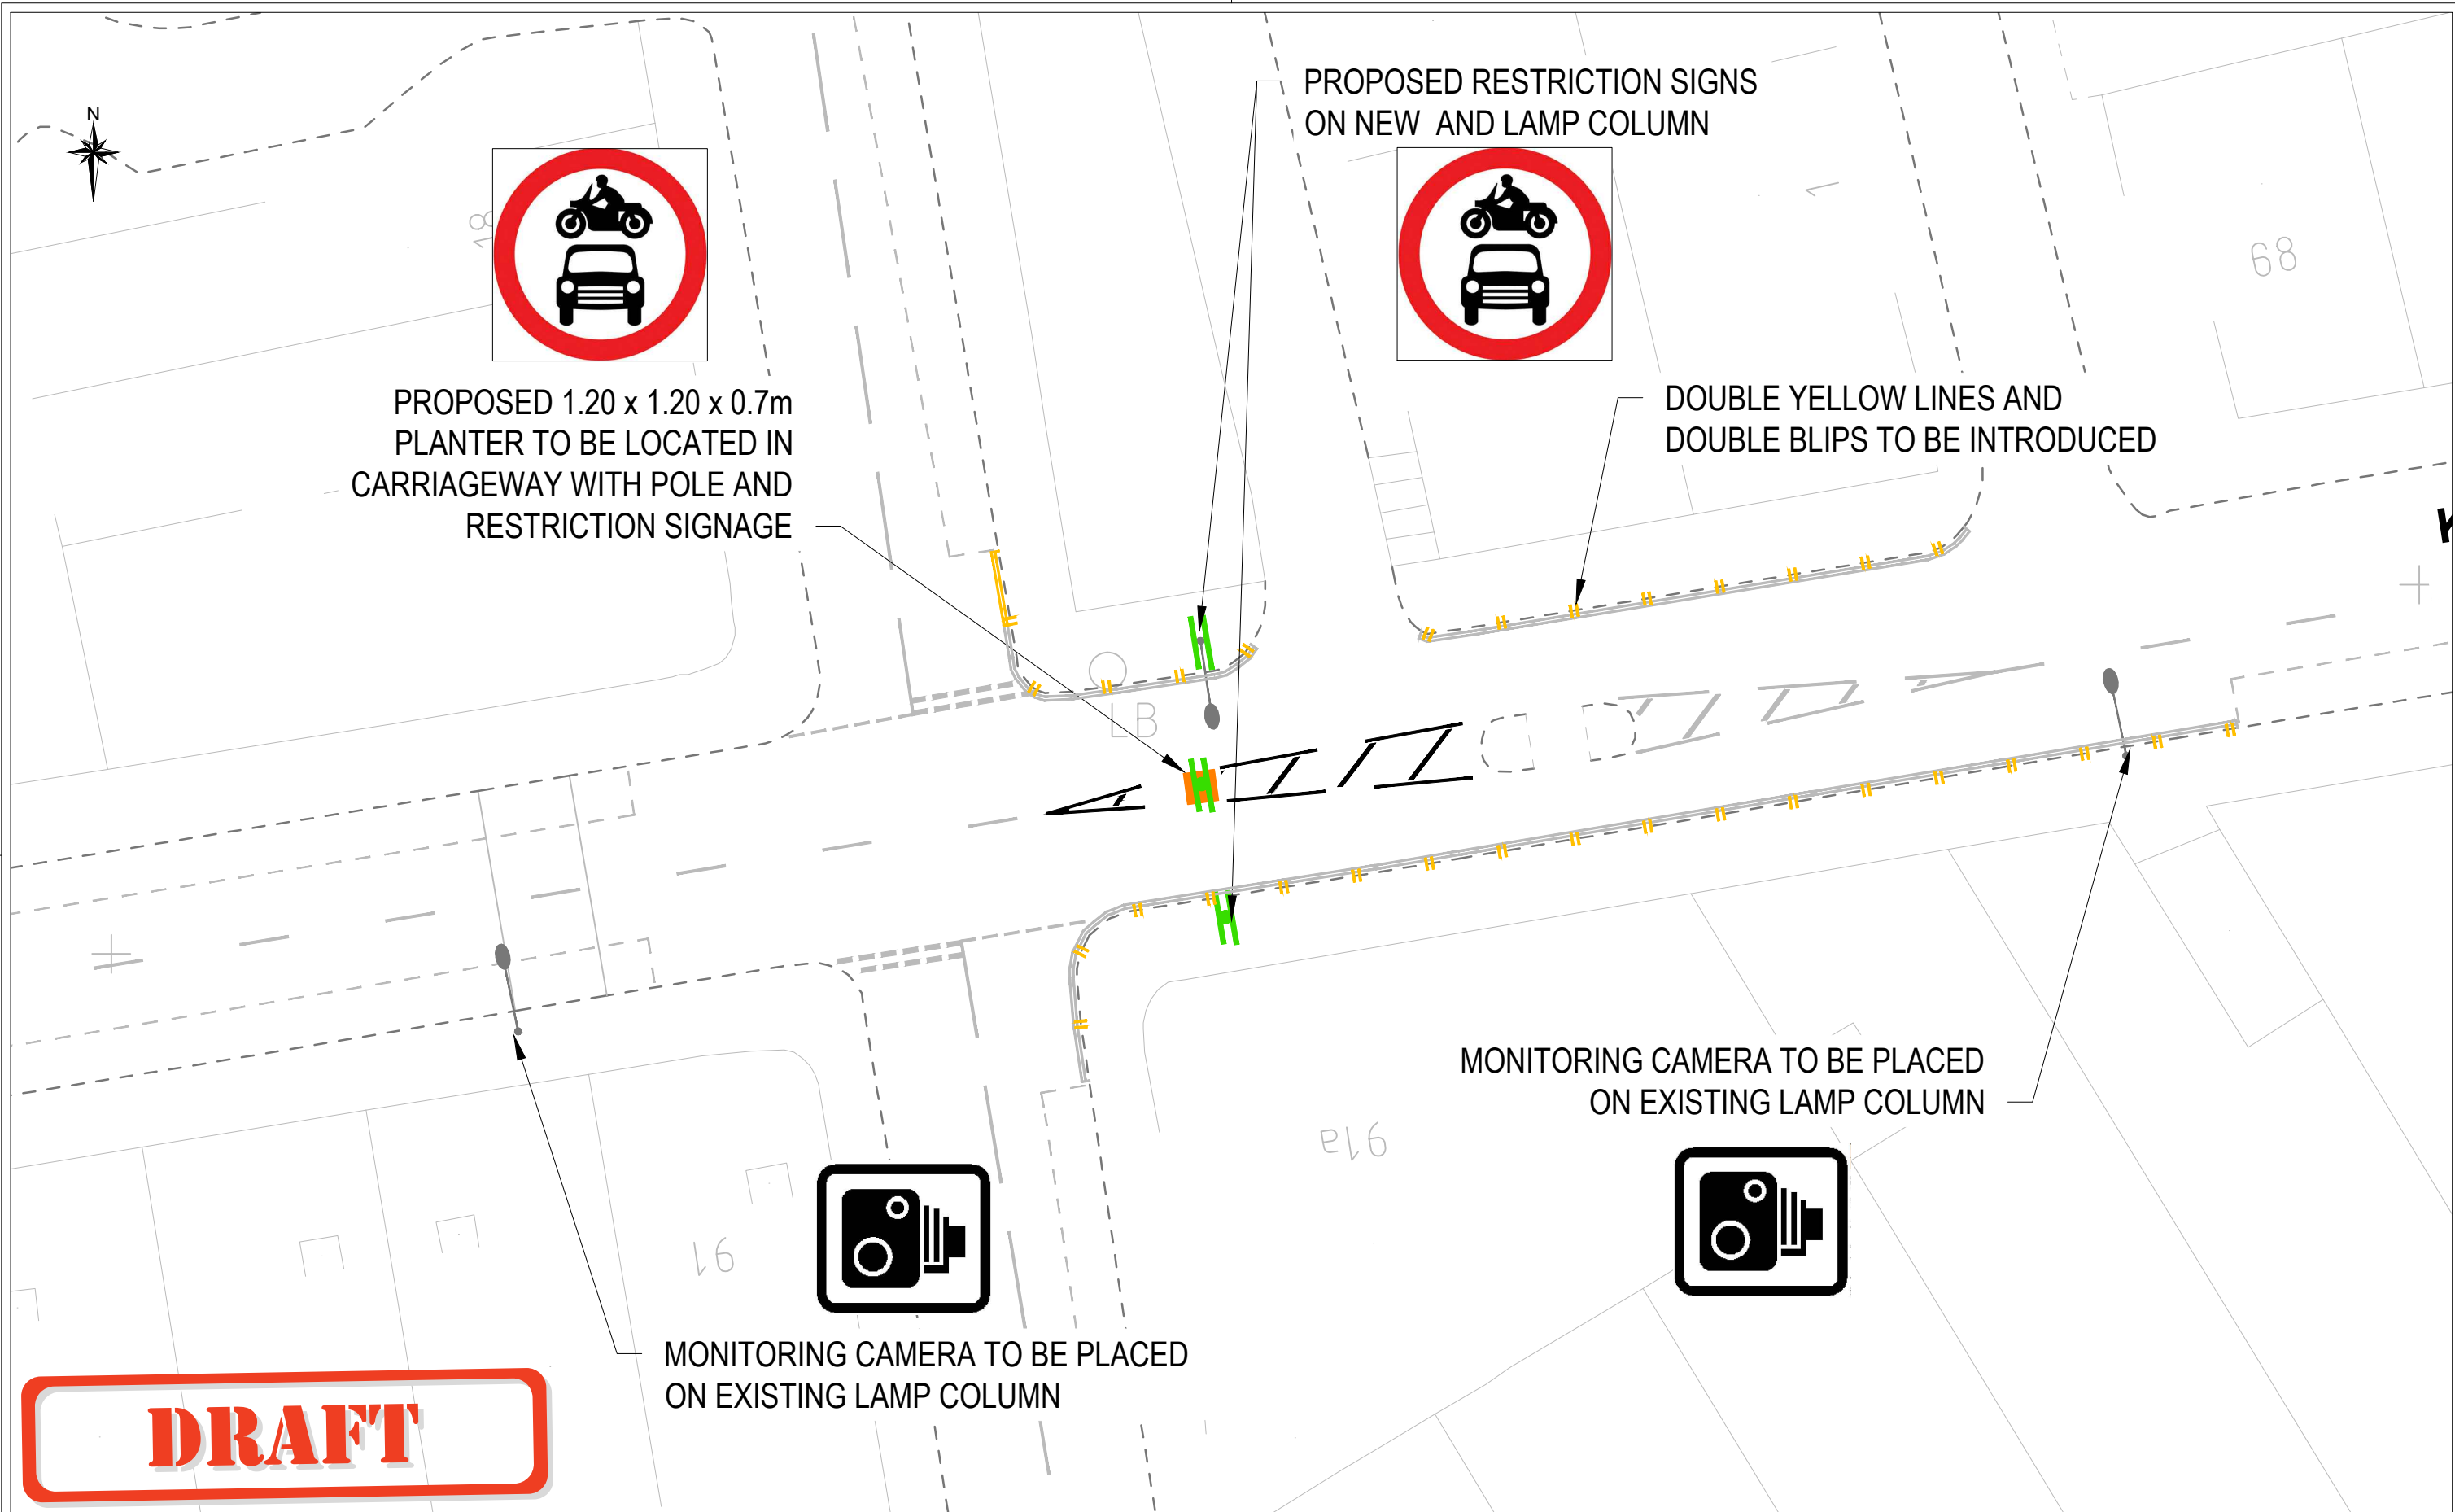 N
PROPOSED RESTRICTION SIGNS
ON NEW AND LAMP COLUMN
PROPOSED 1.20 x 1.20 x 0.7m
PLANTER TO BE LOCATED IN
CARRIAGEWAY WITH POLE AND
RESTRICTION SIGNAGE
DOUBLE YELLOW LINES AND
DOUBLE BLIPS TO BE INTRODUCED
68
LB
MONITORING CAMERA TO BE PLACED
ON EXISTING LAMP COLUMN
91a
91
MONITORING CAMERA TO BE PLACED
ON EXISTING LAMP COLUMN
DRAFT